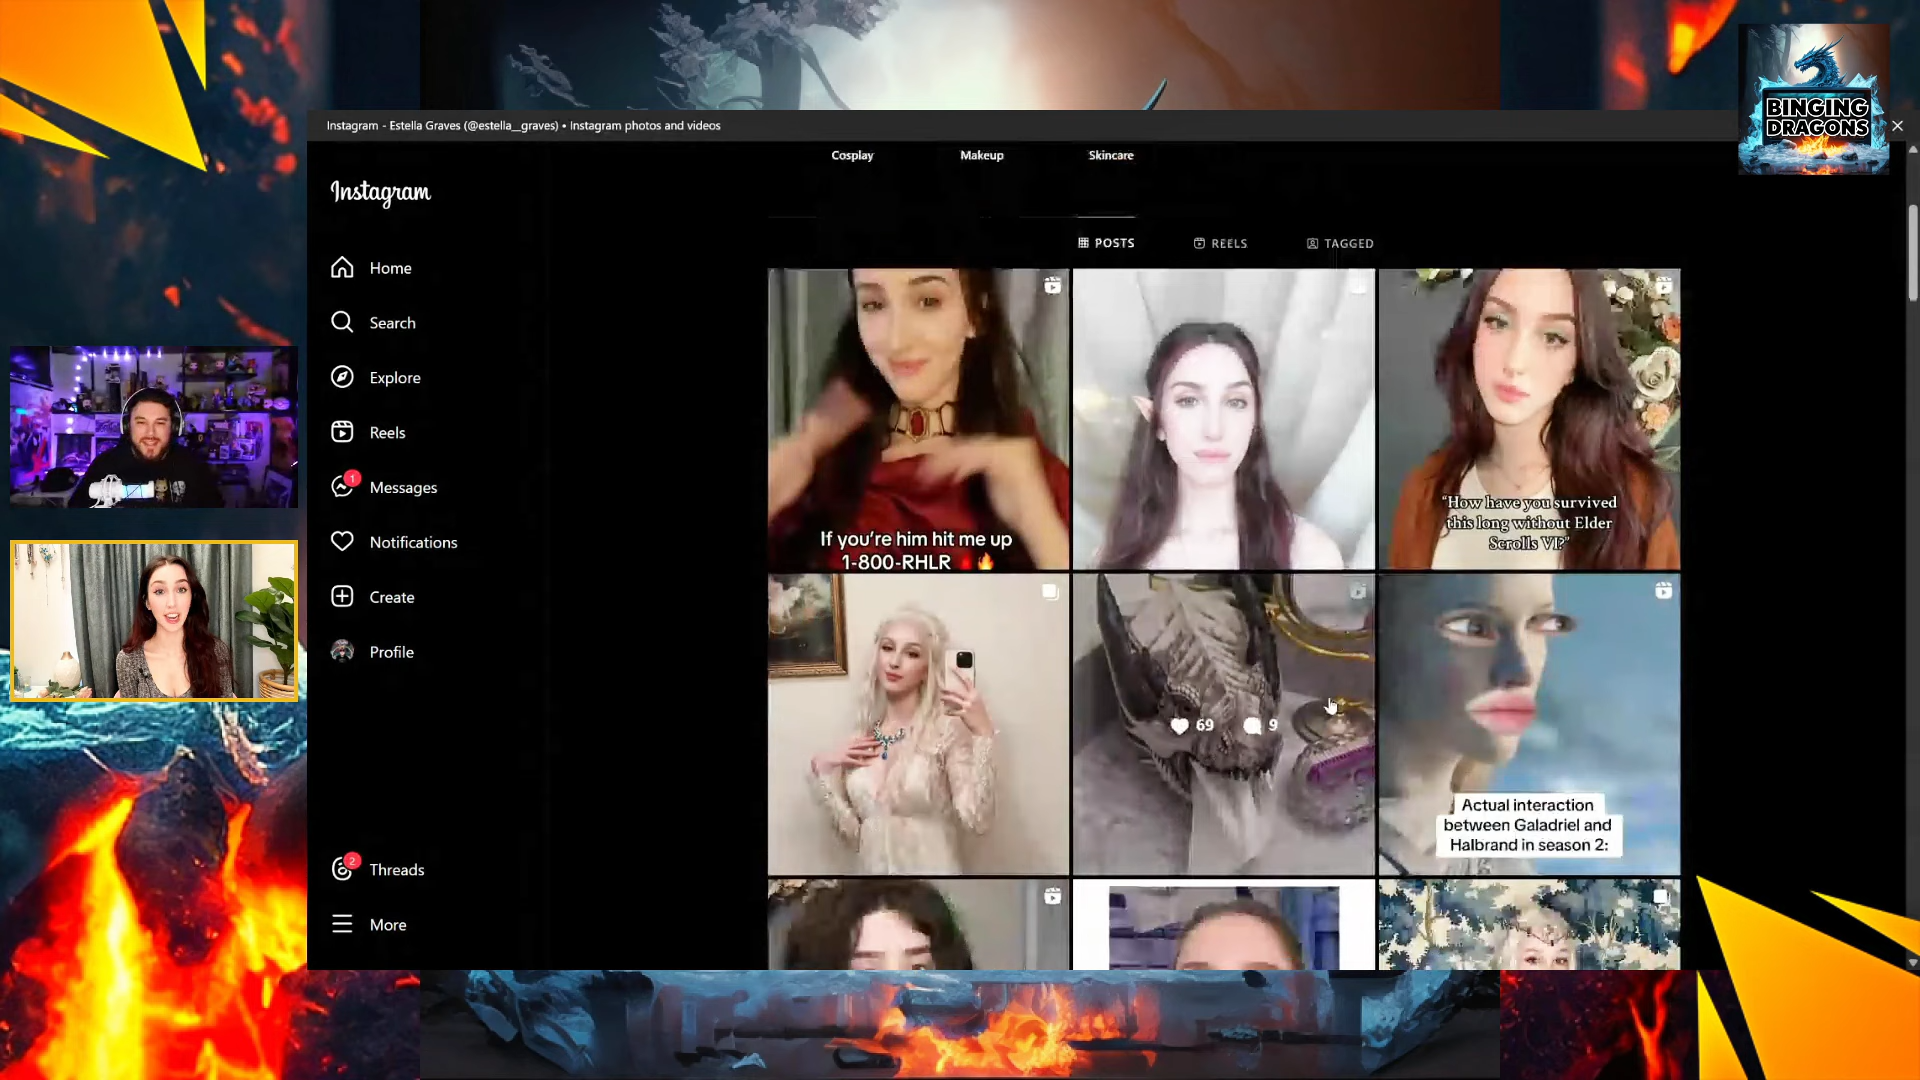 BINGING
DRAGONS
Instagram - Estella Graves (@estella__graves) • Instagram photos and videos
Cosplay
Makeup
Skincare
Instagram
POSTS
REELS
TAGGED
Home
Search
Explore
Reels
1
Messages
Notifications
Create
Profile
2
Threads
More
If you're him hit me up
1-800-RHLR
"How have you survived
this long without Elder
Scrolls VI?"
69
9
Actual interaction
between Galadriel and
Halbrand in season 2: